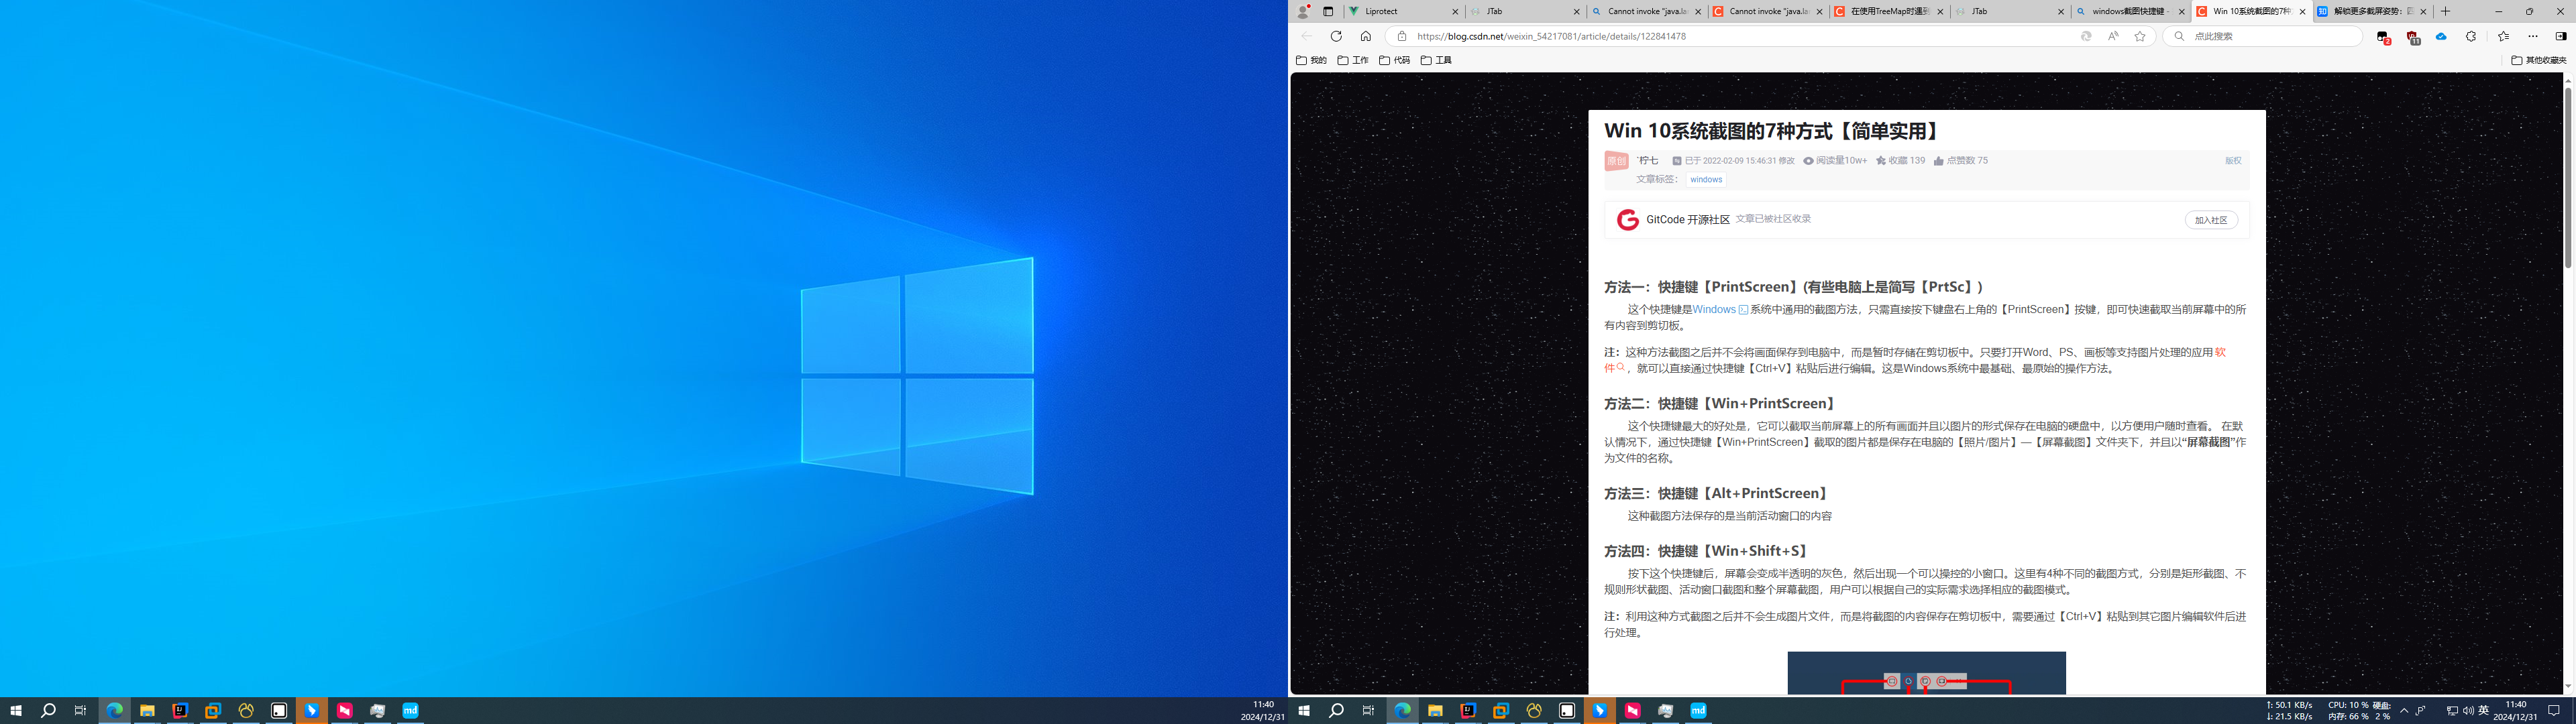 Liprotect
JTab
Cannot invoke "java.la
Cannot invoke "java.la
在使用TreeMap时遇到
JTab
windows截图快捷键 -
Win 10系统截图的7种
解锁更多截屏姿势:
https://blog.csdn.net/weixin_54217081/article/details/122841478
点此搜索
2
11
我的
工作
代码
工具
其他收藏夹
Win 10系统截图的7种方式【简单实用】
原创
`柠七
已于 2022-02-09 15:46:31 修改
阅读量10w+
收藏 139
点赞数 75
版权
文章标签:
windows
GitCode 开源社区
文章已被社区收录
加入社区
方法一：快捷键【PrintScreen】(有些电脑上是简写【PrtSc】)
这个快捷键是Windows系统中通用的截图方法，只需直接按下键盘右上角的【PrintScreen】按键，即可快速截取当前屏幕中的所
有内容到剪切板。
注：这种方法截图之后并不会将画面保存到电脑中，而是暂时存储在剪切板中。只要打开Word、PS、画板等支持图片处理的应用 软
件，就可以直接通过快捷键【Ctrl+V】粘贴后进行编辑。这是Windows系统中最基础、最原始的操作方法。
方法二：快捷键【Win+PrintScreen】
这个快捷键最大的好处是，它可以截取当前屏幕上的所有画面并且以图片的形式保存在电脑的硬盘中，以方便用户随时查看。 在默
认情况下，通过快捷键【Win+PrintScreen】截取的图片都是保存在电脑的【照片/图片】—【屏幕截图】文件夹下，并且以“屏幕截图”作
为文件的名称。
方法三：快捷键【Alt+PrintScreen】
这种截图方法保存的是当前活动窗口的内容
方法四：快捷键【Win+Shift+S】
按下这个快捷键后，屏幕会变成半透明的灰色，然后出现一个可以操控的小窗口。这里有4种不同的截图方式，分别是矩形截图、不
规则形状截图、活动窗口截图和整个屏幕截图，用户可以根据自己的实际需求选择相应的截图模式。
注：利用这种方式截图之后并不会生成图片文件，而是将截图的内容保存在剪切板中，需要通过【Ctrl+V】粘贴到其它图片编辑软件后进
行处理。
11:40
2024/12/31
↑: 50.1 KB/s
↓: 21.5 KB/s
CPU: 10 % 硬盘:
内存: 66 % 2 %
英
11:40
2024/12/31